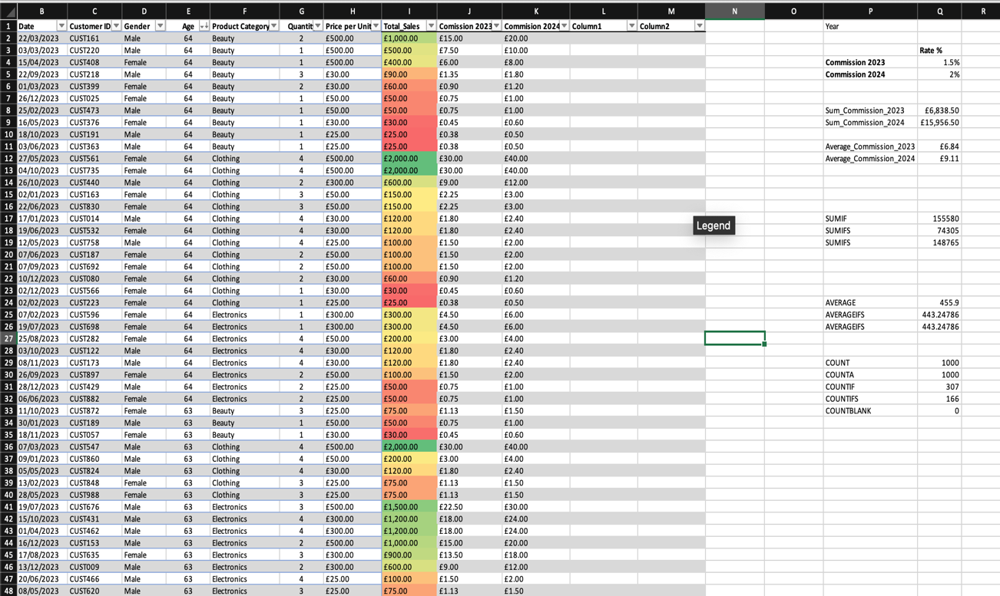 B C D E F G H I J K L M N O P Q R
1 Date Customer ID Gender Age Product Category Quantit Price per Unit Total_Sales Comission 2023 Commision 2024 Column1 Column2 Year
2 22/03/2023 CUST161 Male 64 Beauty 2 £500.00 £1,000.00 £15.00 £20.00
3 03/03/2023 CUST220 Male 64 Beauty 1 £500.00 £500.00 £7.50 £10.00 Rate %
4 15/04/2023 CUST408 Female 64 Beauty 1 £500.00 £400.00 £6.00 £8.00 Commission 2023 1.5%
5 22/09/2023 CUST218 Male 64 Beauty 3 £30.00 £90.00 £1.35 £1.80 Commission 2024 2%
6 01/03/2023 CUST399 Female 64 Beauty 2 £30.00 £60.00 £0.90 £1.20
7 26/12/2023 CUST025 Female 64 Beauty 1 £50.00 £50.00 £0.75 £1.00
8 25/02/2023 CUST473 Male 64 Beauty 1 £50.00 £50.00 £0.75 £1.00 Sum_Commission_2023 £6,838.50
9 16/05/2023 CUST376 Female 64 Beauty 1 £30.00 £30.00 £0.45 £0.60 Sum_Commission_2024 £15,956.50
10 18/10/2023 CUST191 Male 64 Beauty 1 £25.00 £25.00 £0.38 £0.50
11 03/06/2023 CUST363 Male 64 Beauty 1 £25.00 £25.00 £0.38 £0.50 Average_Commission_2023 £6.84
12 27/05/2023 CUST561 Female 64 Clothing 4 £500.00 £2,000.00 £30.00 £40.00 Average_Commission_2024 £9.11
13 04/10/2023 CUST735 Female 64 Clothing 4 £500.00 £2,000.00 £30.00 £40.00
14 26/10/2023 CUST440 Male 64 Clothing 2 £300.00 £600.00 £9.00 £12.00
15 02/01/2023 CUST163 Female 64 Clothing 3 £50.00 £150.00 £2.25 £3.00
16 22/06/2023 CUST830 Female 64 Clothing 3 £50.00 £150.00 £2.25 £3.00
17 17/01/2023 CUST014 Male 64 Clothing 4 £30.00 £120.00 £1.80 £2.40 SUMIF 155580
Legend
18 19/06/2023 CUST532 Female 64 Clothing 4 £30.00 £120.00 £1.80 £2.40 SUMIFS 74305
19 12/05/2023 CUST758 Male 64 Clothing 4 £25.00 £100.00 £1.50 £2.00 SUMIFS 148765
20 07/06/2023 CUST187 Female 64 Clothing 2 £50.00 £100.00 £1.50 £2.00
21 07/09/2023 CUST692 Female 64 Clothing 2 £50.00 £100.00 £1.50 £2.00
22 10/12/2023 CUST080 Female 64 Clothing 2 £30.00 £60.00 £0.90 £1.20
23 02/12/2023 CUST566 Female 64 Clothing 1 £30.00 £30.00 £0.45 £0.60
24 02/02/2023 CUST223 Female 64 Clothing 1 £25.00 £25.00 £0.38 £0.50 AVERAGE 455.9
25 07/02/2023 CUST596 Female 64 Electronics 1 £300.00 £300.00 £4.50 £6.00 AVERAGEIFS 443.24786
26 19/07/2023 CUST698 Female 64 Electronics 1 £300.00 £300.00 £4.50 £6.00 AVERAGEIFS 443.24786
27 25/08/2023 CUST282 Female 64 Electronics 4 £50.00 £200.00 £3.00 £4.00
28 03/10/2023 CUST122 Male 64 Electronics 4 £30.00 £120.00 £1.80 £2.40
29 08/11/2023 CUST173 Male 64 Electronics 4 £30.00 £120.00 £1.80 £2.40 COUNT 1000
30 26/09/2023 CUST897 Female 64 Electronics 2 £50.00 £100.00 £1.50 £2.00 COUNTA 1000
31 28/12/2023 CUST429 Male 64 Electronics 2 £25.00 £50.00 £0.75 £1.00 COUNTIF 307
32 06/06/2023 CUST882 Female 64 Electronics 2 £25.00 £50.00 £0.75 £1.00 COUNTIFS 166
33 11/10/2023 CUST872 Female 63 Beauty 3 £25.00 £75.00 £1.13 £1.50 COUNTBLANK 0
34 30/01/2023 CUST189 Male 63 Beauty 1 £50.00 £50.00 £0.75 £1.00
35 18/11/2023 CUST057 Female 63 Beauty 1 £30.00 £30.00 £0.45 £0.60
36 07/03/2023 CUST547 Male 63 Clothing 4 £500.00 £2,000.00 £30.00 £40.00
37 09/01/2023 CUST860 Male 63 Clothing 4 £50.00 £200.00 £3.00 £4.00
38 05/05/2023 CUST824 Male 63 Clothing 4 £30.00 £120.00 £1.80 £2.40
39 13/02/2023 CUST848 Female 63 Clothing 3 £25.00 £75.00 £1.13 £1.50
40 28/05/2023 CUST988 Female 63 Clothing 3 £25.00 £75.00 £1.13 £1.50
41 19/07/2023 CUST676 Male 63 Electronics 3 £500.00 £1,500.00 £22.50 £30.00
42 15/10/2023 CUST431 Male 63 Electronics 4 £300.00 £1,200.00 £18.00 £24.00
43 01/04/2023 CUST462 Male 63 Electronics 4 £300.00 £1,200.00 £18.00 £24.00
44 16/12/2023 CUST153 Male 63 Electronics 2 £500.00 £1,000.00 £15.00 £20.00
45 17/08/2023 CUST635 Female 63 Electronics 3 £300.00 £900.00 £13.50 £18.00
46 13/12/2023 CUST009 Male 63 Electronics 2 £300.00 £600.00 £9.00 £12.00
47 20/06/2023 CUST466 Male 63 Electronics 4 £25.00 £100.00 £1.50 £2.00
48 08/05/2023 CUST620 Male 63 Electronics 3 £25.00 £75.00 £1.13 £1.50